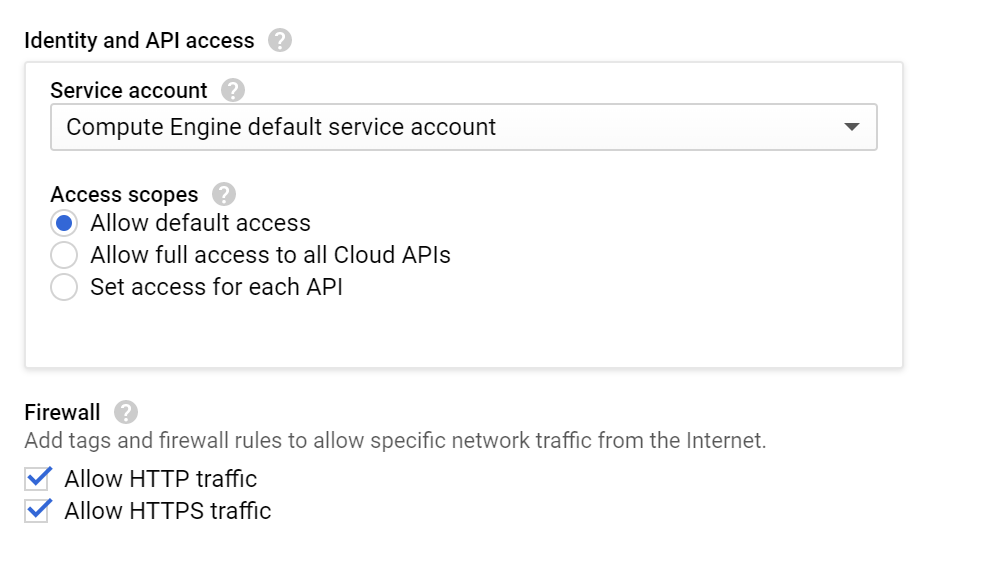 Identity and API access ?
Service account ?
Compute Engine default service account
Access scopes ?
Allow default access
Allow full access to all Cloud APIs
Set access for each API
Firewall ?
Add tags and firewall rules to allow specific network traffic from the Internet.
Allow HTTP traffic
Allow HTTPS traffic